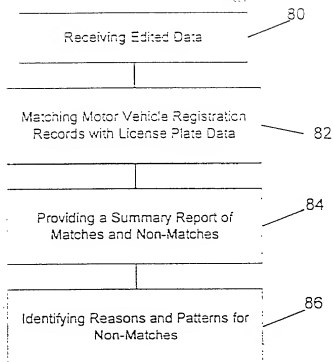 Receiving Edited Data
80
Matching Motor Vehicle Registration
Records with License Plate Data
82
Providing a Summary Report of
Matches and Non-Matches
84
Identifying Reasons and Patterns for
Non-Matches
86